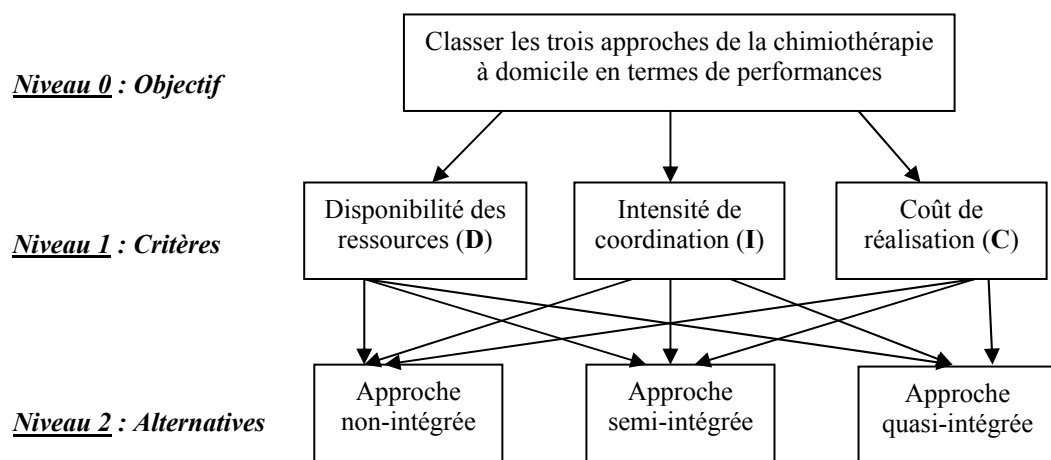 Classer les trois approches de la chimiothérapie
à domicile en termes de performances
Niveau 0 : Objectif
Disponibilité des
ressources (D)
Intensité de
coordination (I)
Coût de
réalisation (C)
Niveau 1 : Critères
Approche
non-intégrée
Approche
semi-intégrée
Approche
quasi-intégrée
Niveau 2 : Alternatives